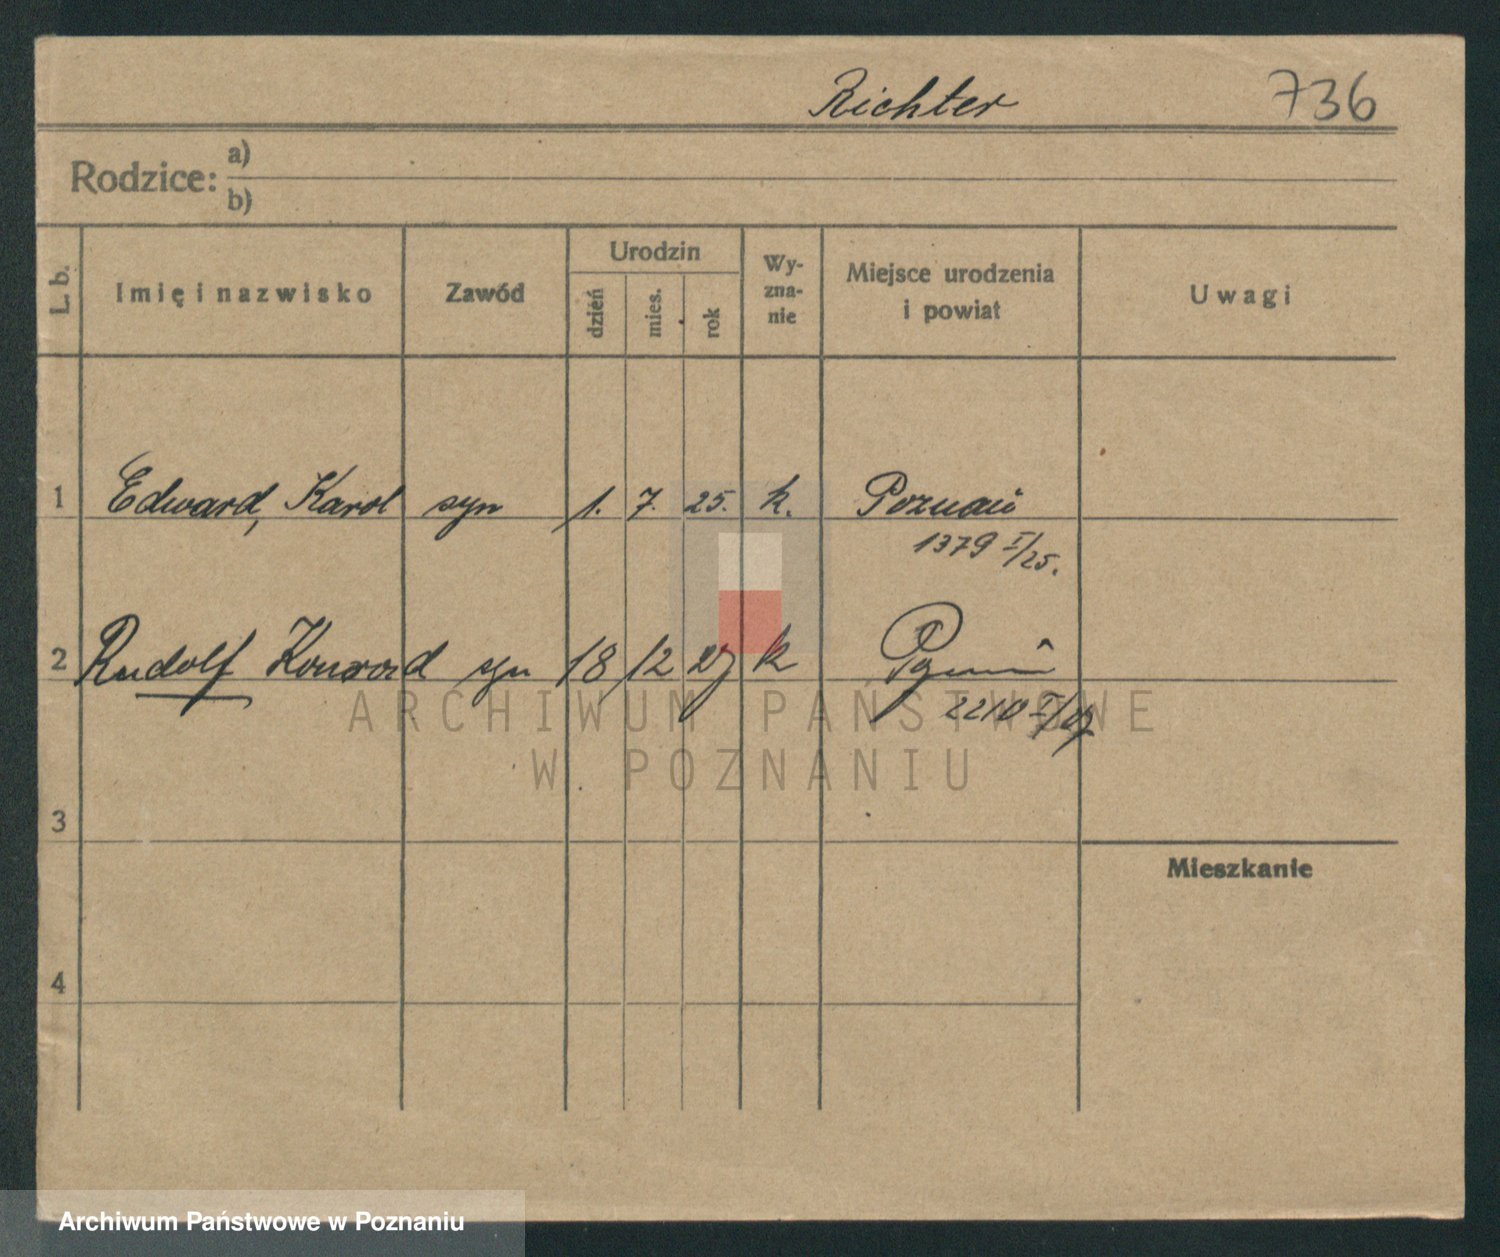 Richter 736
Rodzice: a)
b)
L. b. Imię i nazwisko Zawód Urodzin dzień mies. rok Wy-zna-nie Miejsce urodzenia i powiat Uwagi
1 Edward, Karol syn 1. 7. 25. k. Poznań
1379 I/25.
2 Rudolf Konrad syn 18 12 27 k Poznań
2210 I/27
ARCHIWUM PAŃSTWOWE
W POZNANIU
3
Mieszkanie
4
Archiwum Państwowe w Poznaniu